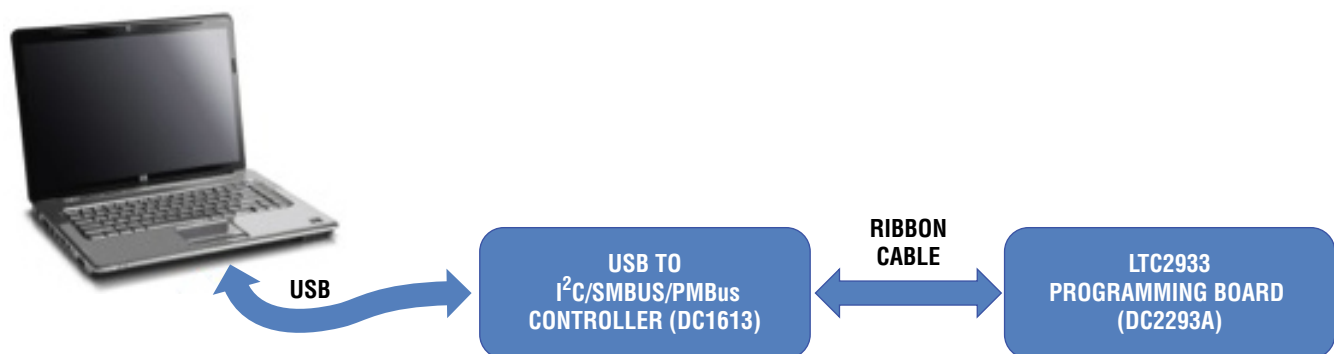 USB
USB TO
I²C/SMBUS/PMBus
CONTROLLER (DC1613)
RIBBON
CABLE
LTC2933
PROGRAMMING BOARD
(DC2293A)